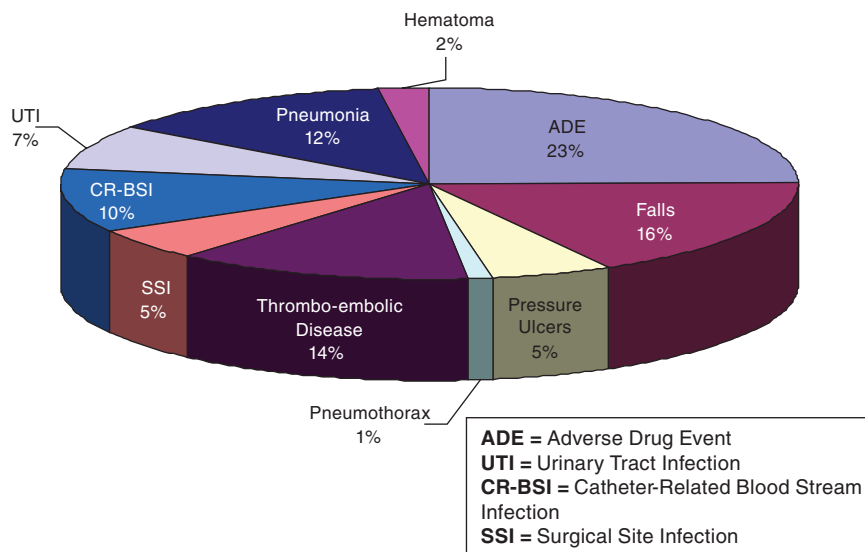 Hematoma
2%
ADE
23%
Falls
16%
Pressure
Ulcers
5%
Pneumothorax
1%
Thrombo-embolic
Disease
14%
SSI
5%
CR-BSI
10%
UTI
7%
Pneumonia
12%
ADE = Adverse Drug Event
UTI = Urinary Tract Infection
CR-BSI = Catheter-Related Blood Stream
Infection
SSI = Surgical Site Infection